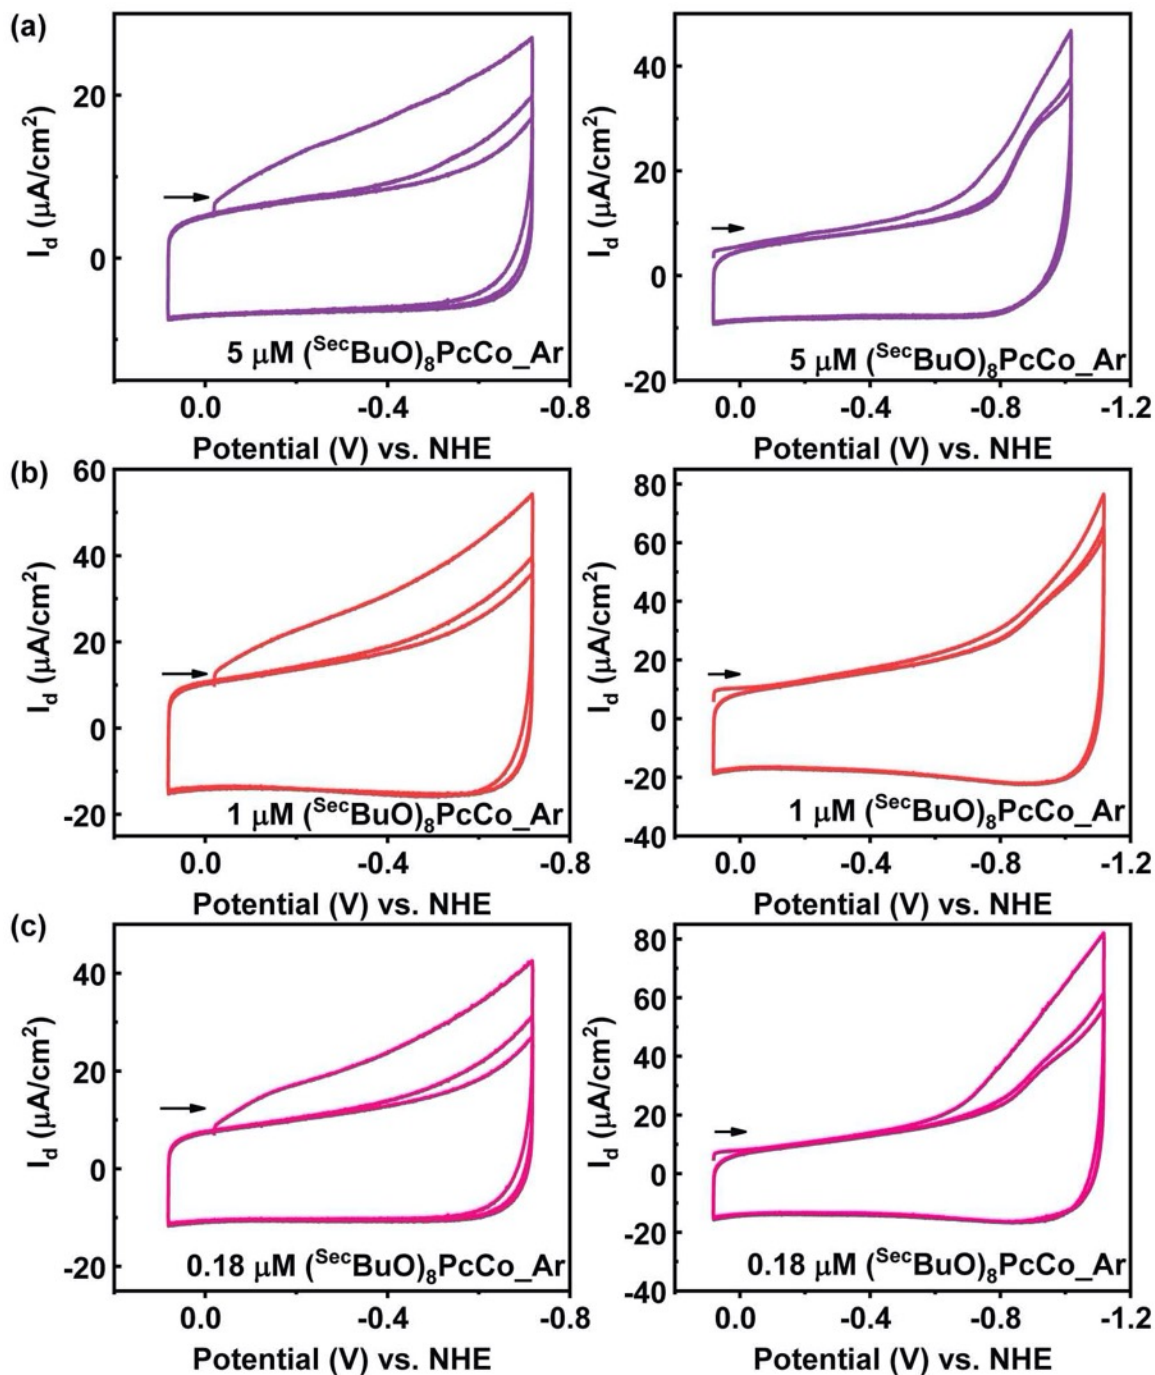 (a)
20
0
I_d (μA/cm²)
5 μM (^SecBuO)₈PcCo_Ar
0.0 -0.4 -0.8
Potential (V) vs. NHE
40
20
0
-20
I_d (μA/cm²)
5 μM (^SecBuO)₈PcCo_Ar
0.0 -0.4 -0.8 -1.2
Potential (V) vs. NHE
(b)
60
40
20
0
-20
I_d (μA/cm²)
1 μM (^SecBuO)₈PcCo_Ar
0.0 -0.4 -0.8
Potential (V) vs. NHE
80
60
40
20
0
-20
-40
I_d (μA/cm²)
1 μM (^SecBuO)₈PcCo_Ar
0.0 -0.4 -0.8 -1.2
Potential (V) vs. NHE
(c)
40
20
0
-20
I_d (μA/cm²)
0.18 μM (^SecBuO)₈PcCo_Ar
0.0 -0.4 -0.8
Potential (V) vs. NHE
80
60
40
20
0
-20
-40
I_d (μA/cm²)
0.18 μM (^SecBuO)₈PcCo_Ar
0.0 -0.4 -0.8 -1.2
Potential (V) vs. NHE